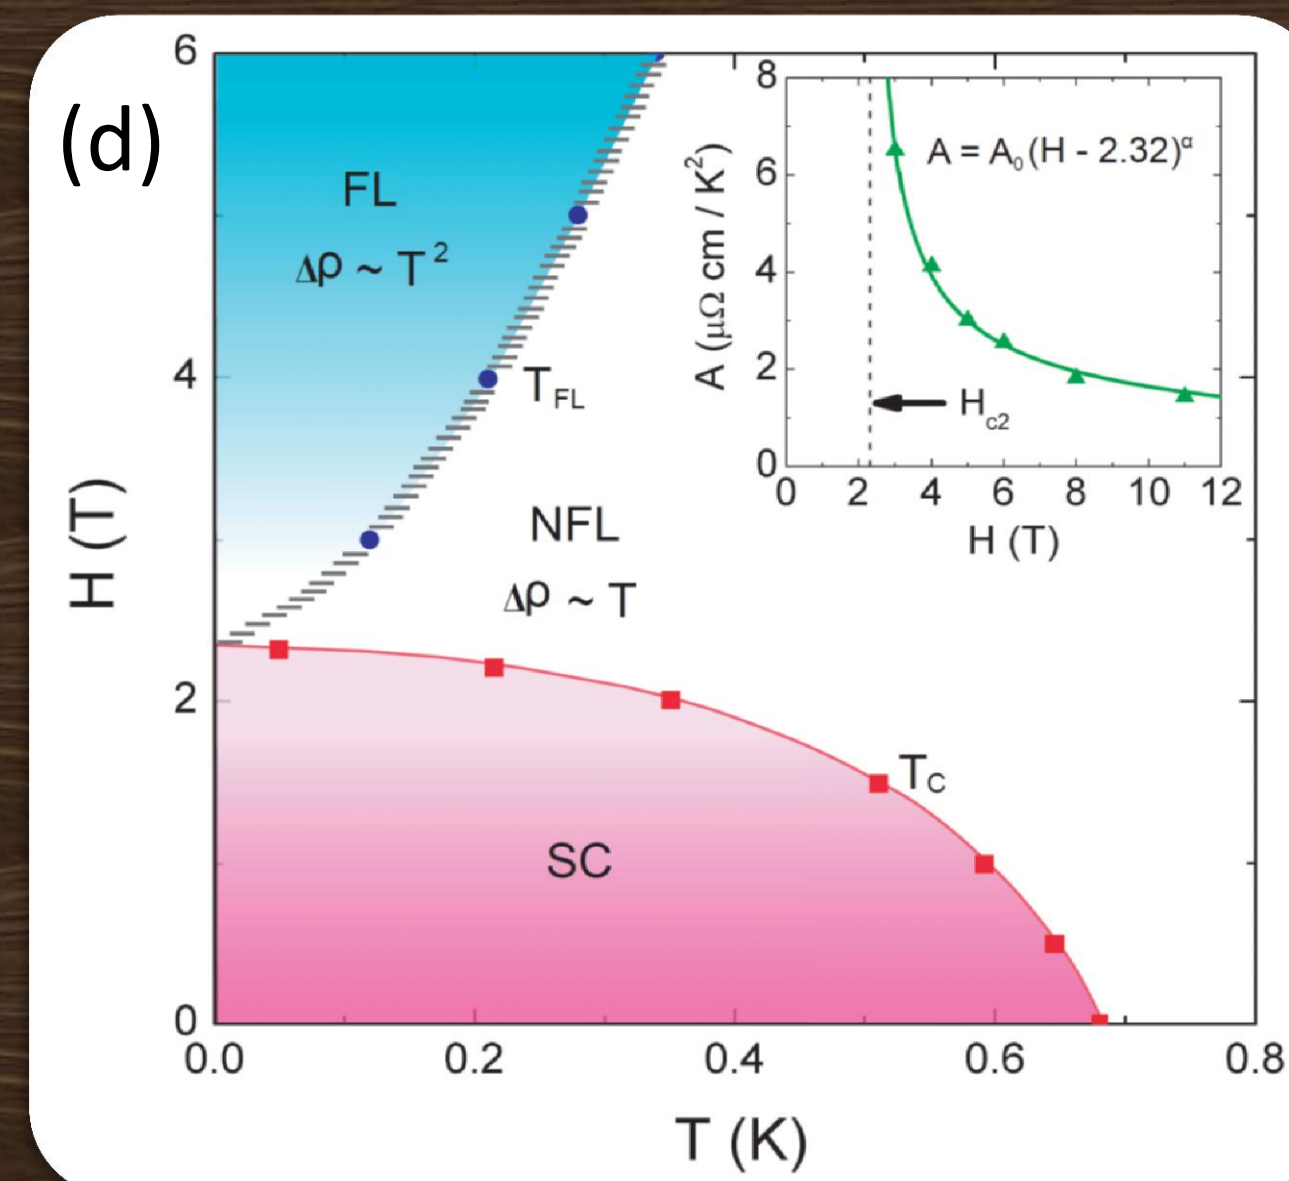 (d)
6
4
2
0
H (T)
FL
Δρ ~ T²
T_FL
NFL
Δρ ~ T
T_C
SC
0.0 0.2 0.4 0.6 0.8
T (K)
8
6
4
2
0
A (μΩ cm / K²)
A = A₀ (H - 2.32)^α
H_c2
0 2 4 6 8 10 12
H (T)